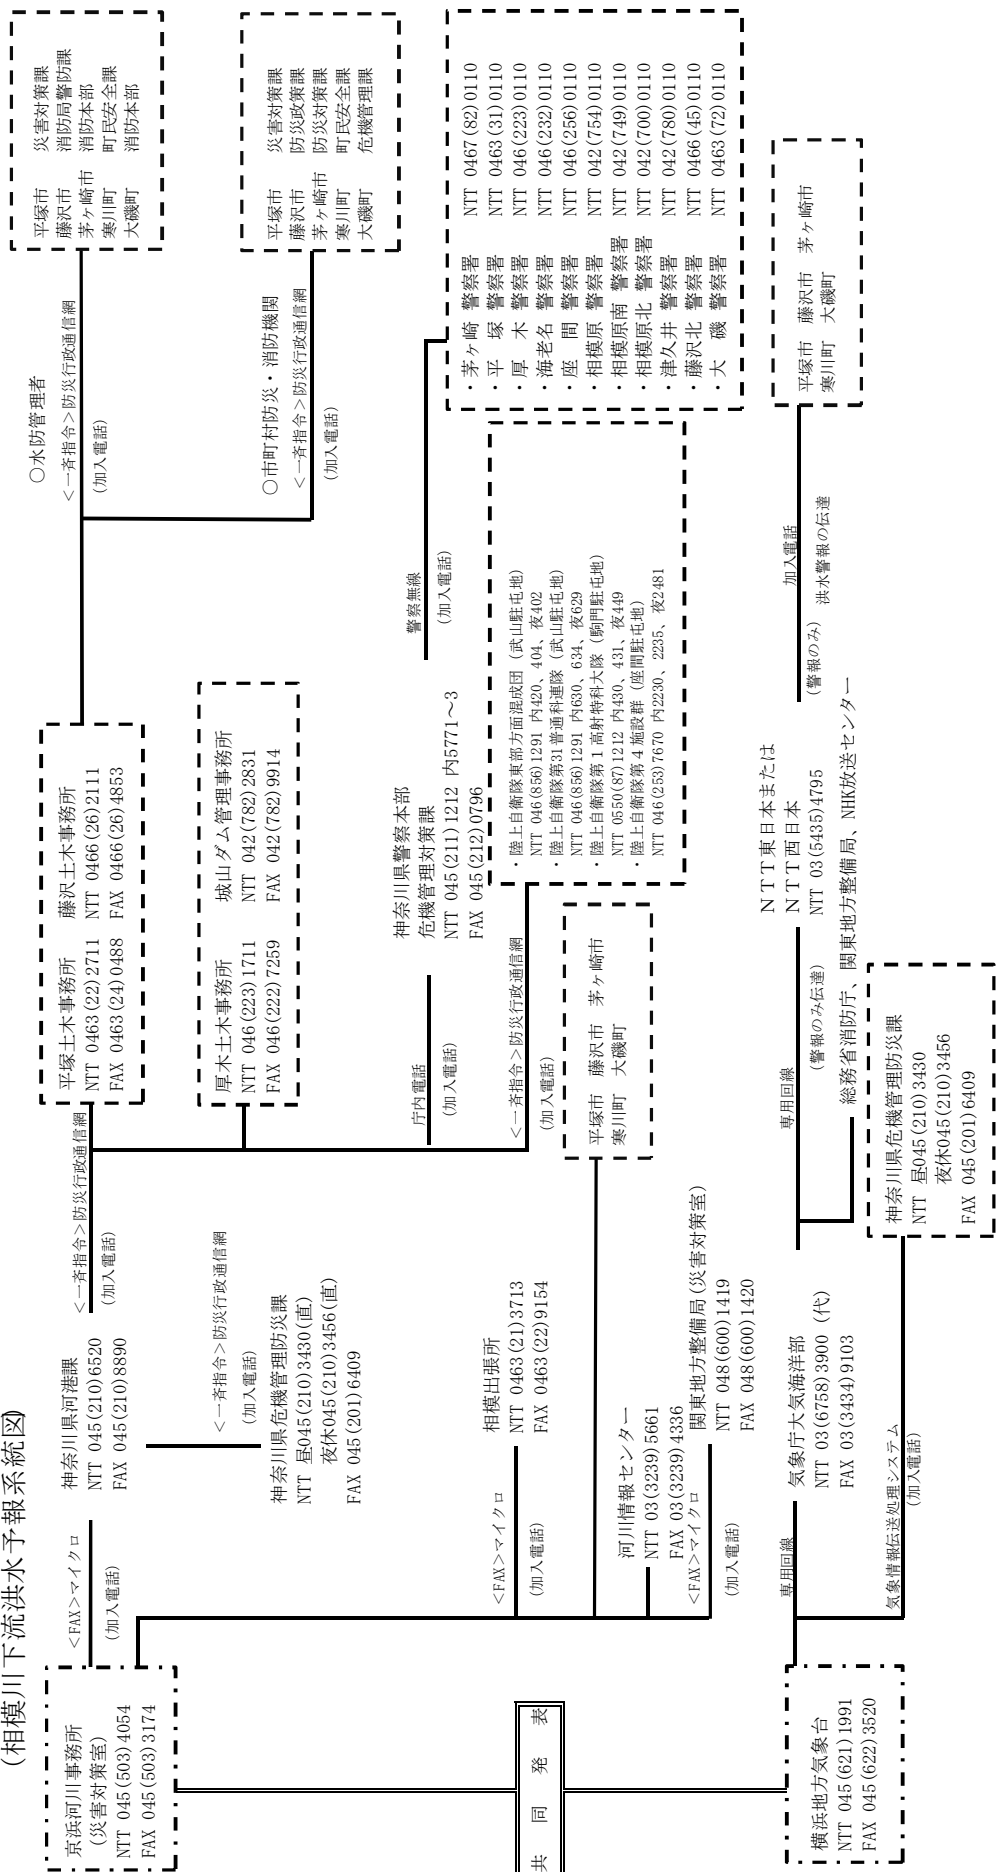 (相模川下流洪水予報系統図)
京浜河川事務所
(災害対策室)
NTT 045(503)4054
FAX 045(503)3174
共同発表
横浜地方気象台
NTT 045(621)1991
FAX 045(622)3520
<FAX>マイクロ
(加入電話)
神奈川県河港課
NTT 045(210)6520
FAX 045(210)8890
<一斉指令>防災行政通信網
(加入電話)
神奈川県危機管理防災課
NTT 昼045(210)3430(直)
夜休045(210)3456(直)
FAX 045(201)6409
<一斉指令>防災行政通信網
(加入電話)
平塚土木事務所 藤沢土木事務所
NTT 0463(22)2711 NTT 0466(26)2111
FAX 0463(24)0488 FAX 0466(26)4853
厚木土木事務所 城山ダム管理事務所
NTT 046(223)1711 NTT 042(782)2831
FAX 046(222)7259 FAX 042(782)9914
○水防管理者
<一斉指令>防災行政通信網
(加入電話)
平塚市 災害対策課
藤沢市 消防局警防課
茅ヶ崎市 消防本部
寒川町 町民安全課
大磯町 消防本部
○市町村防災・消防機関
<一斉指令>防災行政通信網
(加入電話)
平塚市 災害対策課
藤沢市 防災政策課
茅ヶ崎市 防災対策課
寒川町 町民安全課
大磯町 危機管理課
庁内電話
(加入電話)
神奈川県警察本部
危機管理対策課
NTT 045(211)1212 内5771～3
FAX 045(212)0796
警察無線
(加入電話)
・茅ヶ崎 警察署 NTT 0467(82)0110
・平 塚 警察署 NTT 0463(31)0110
・厚 木 警察署 NTT 046(223)0110
・海老名 警察署 NTT 046(232)0110
・座 間 警察署 NTT 046(256)0110
・相模原 警察署 NTT 042(754)0110
・相模原南 警察署 NTT 042(749)0110
・相模原北 警察署 NTT 042(700)0110
・津久井 警察署 NTT 042(780)0110
・藤沢北 警察署 NTT 0466(45)0110
・大 磯 警察署 NTT 0463(72)0110
<一斉指令>防災行政通信網
(加入電話)
・陸上自衛隊東部方面混成団（武山駐屯地）
NTT 046(856)1291 内420、404、夜402
・陸上自衛隊第31普通科連隊（武山駐屯地）
NTT 046(856)1291 内630、634、夜629
・陸上自衛隊第１高射特科大隊（駒門駐屯地）
NTT 0550(87)1212 内430、431、夜449
・陸上自衛隊第４施設群（座間駐屯地）
NTT 046(253)7670 内2230、2235、夜2481
<FAX>マイクロ
(加入電話)
相模出張所
NTT 0463(21)3713
FAX 0463(22)9154
平塚市 藤沢市 茅ヶ崎市
寒川町 大磯町
河川情報センター
NTT 03(3239)5661
FAX 03(3239)4336
<FAX>マイクロ
(加入電話)
関東地方整備局(災害対策室)
NTT 048(600)1419
FAX 048(600)1420
専用回線
気象庁大気海洋部
NTT 03(6758)3900 (代)
FAX 03(3434)9103
専用回線
(警報のみ伝達)
ＮＴＴ東日本または
ＮＴＴ西日本
NTT 03(5435)4795
総務省消防庁、関東地方整備局、NHK放送センター
(警報のみ)
加入電話
洪水警報の伝達
平塚市 藤沢市 茅ヶ崎市
寒川町 大磯町
気象情報伝送処理システム
(加入電話)
神奈川県危機管理防災課
NTT 昼045(210)3430
夜休045(210)3456
FAX 045(201)6409